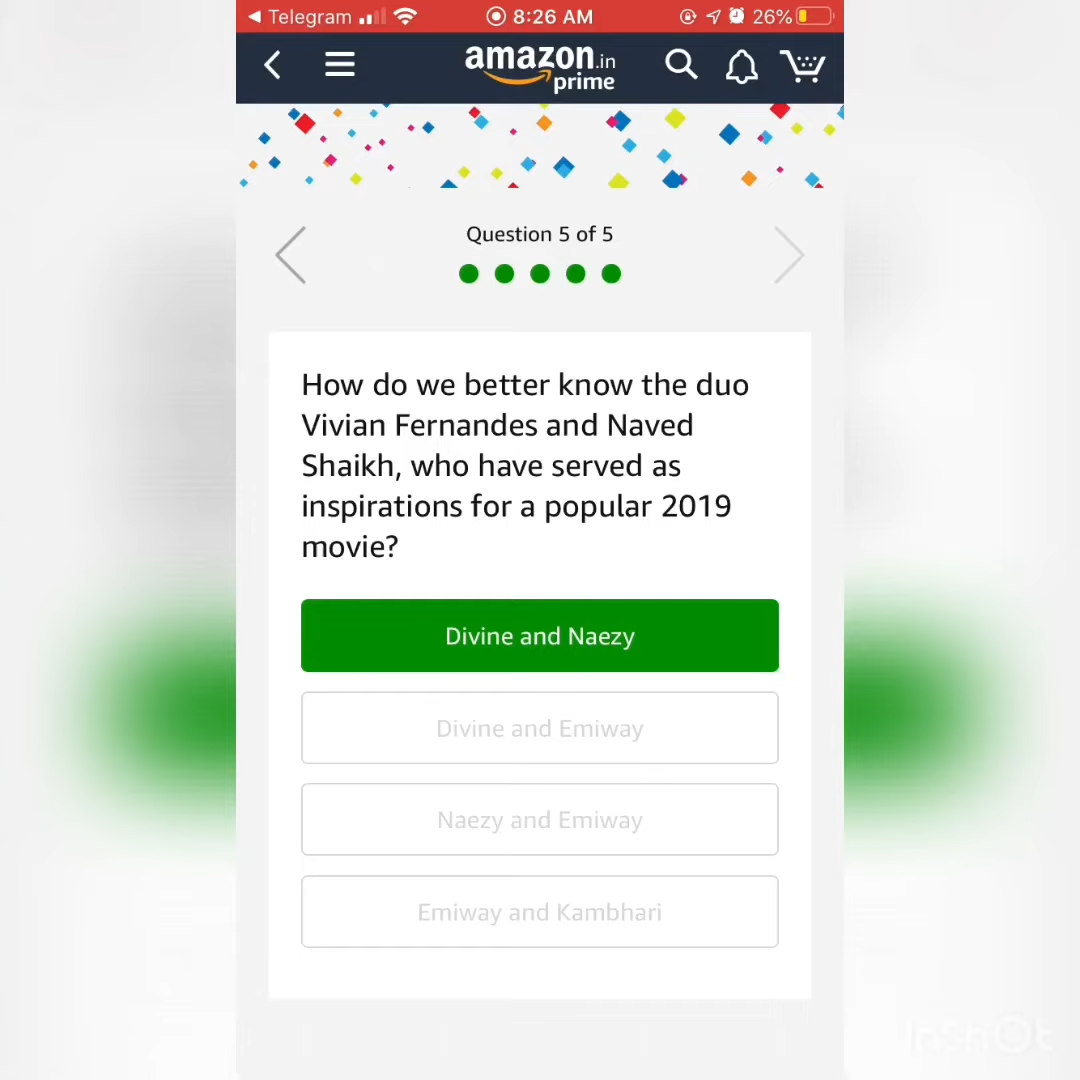 Telegram 8:26 AM 26%
amazon.in
prime
Question 5 of 5
How do we better know the duo
Vivian Fernandes and Naved
Shaikh, who have served as
inspirations for a popular 2019
movie?
Divine and Naezy
Divine and Emiway
Naezy and Emiway
Emiway and Kambhari
InShOt